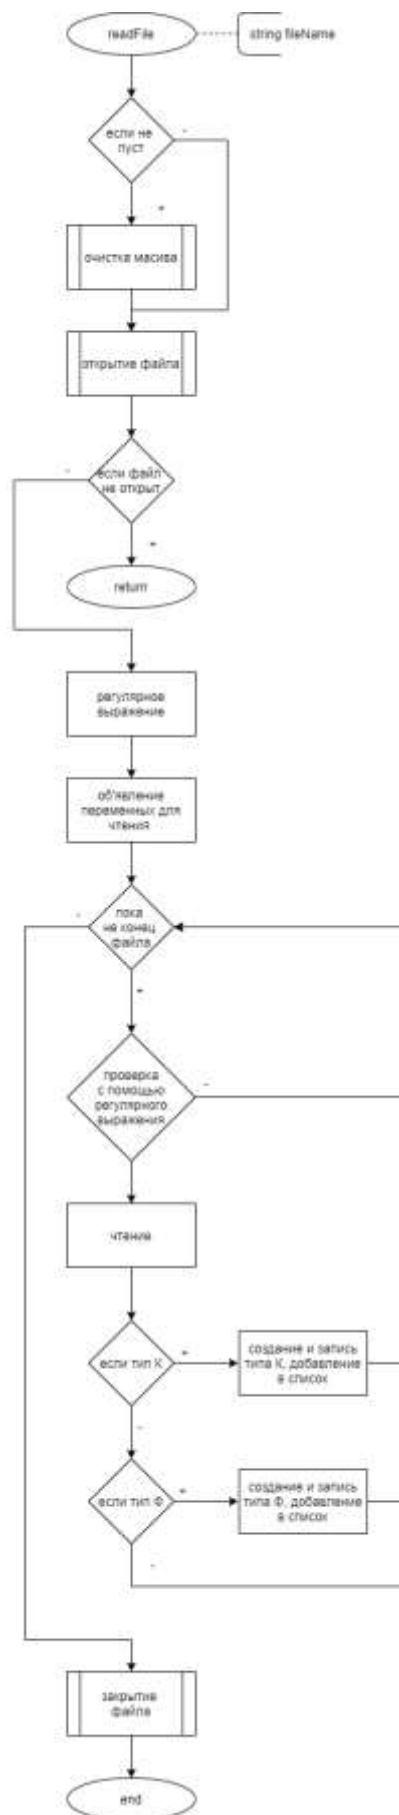 readFile
string fileName
если не
пуст
-
+
очистка масива
открытие файла
если файл
не открыт
-
+
return
регулярное
выражение
об'явление
переменных для
чтения
пока
не конец
файла
-
+
проверка
с помощью
регулярного
выражения
-
чтение
если тип К
+
создание и запись
типа К, добавление
в список
-
если тип Ф
+
создание и запись
типа Ф, добавление
в список
-
закрытие
файла
end